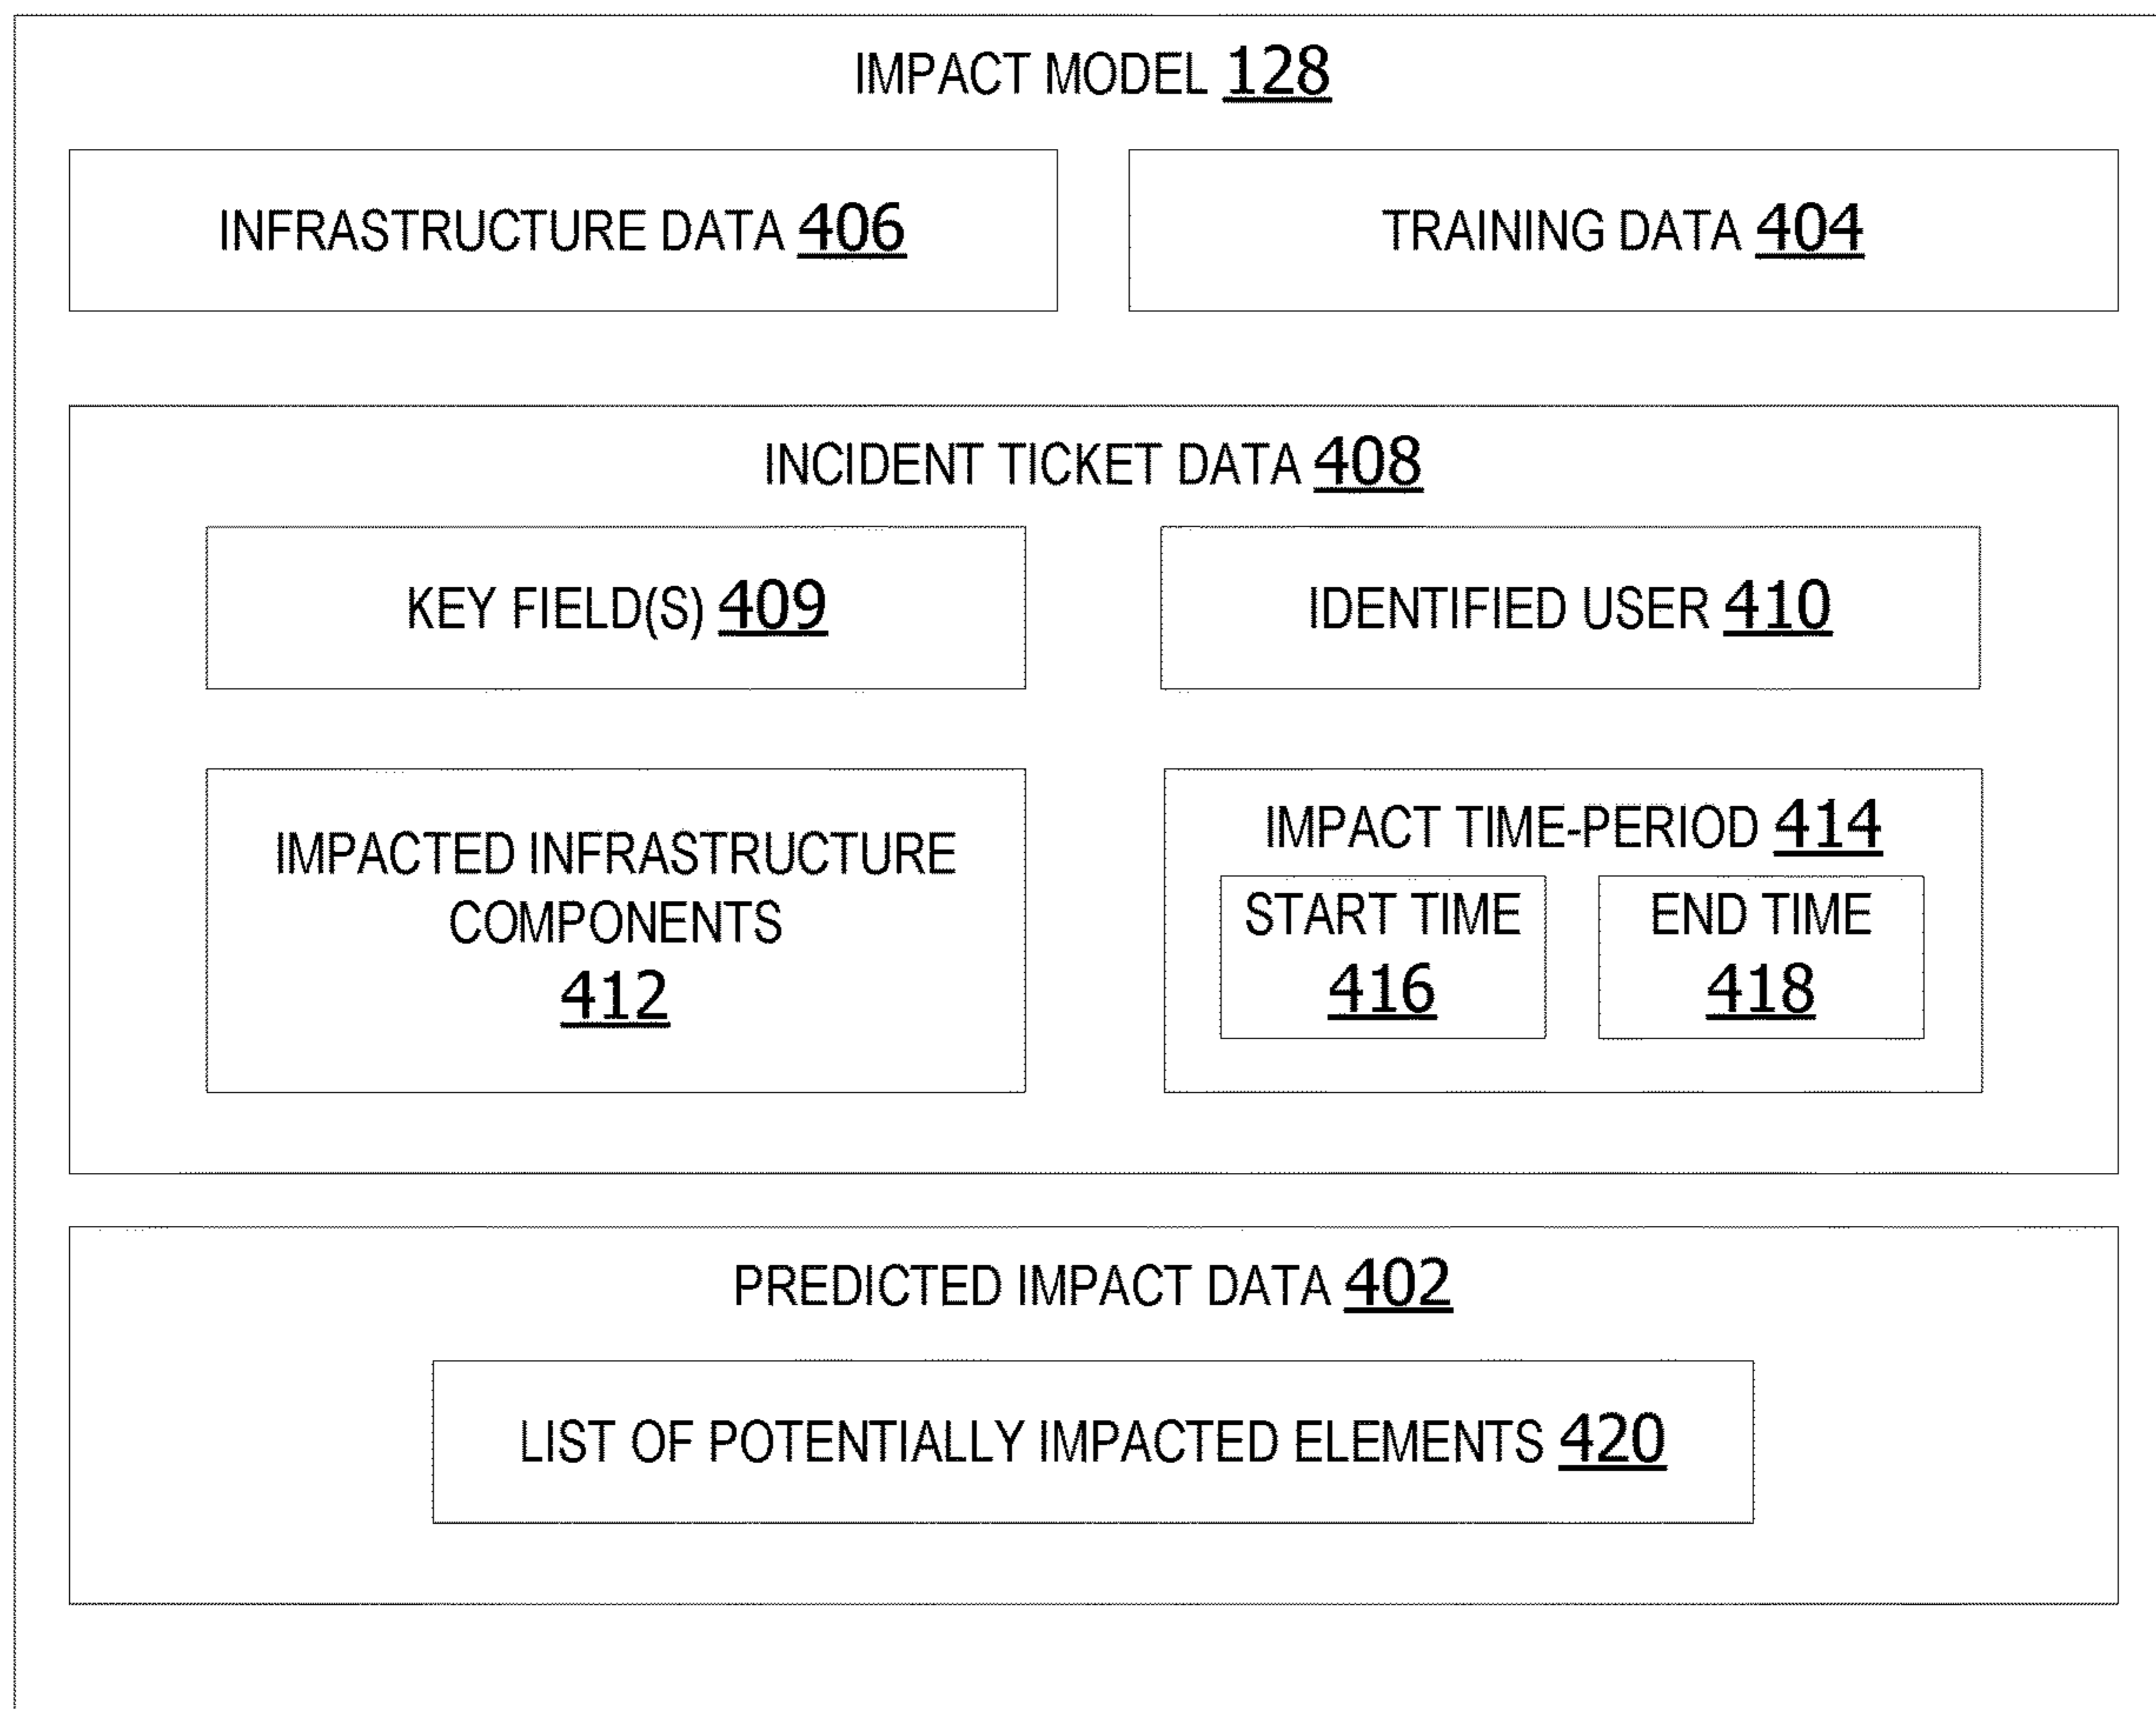 IMPACT MODEL 128
INFRASTRUCTURE DATA 406
TRAINING DATA 404
INCIDENT TICKET DATA 408
KEY FIELD(S) 409
IDENTIFIED USER 410
IMPACTED INFRASTRUCTURE
COMPONENTS
412
IMPACT TIME-PERIOD 414
START TIME
416
END TIME
418
PREDICTED IMPACT DATA 402
LIST OF POTENTIALLY IMPACTED ELEMENTS 420